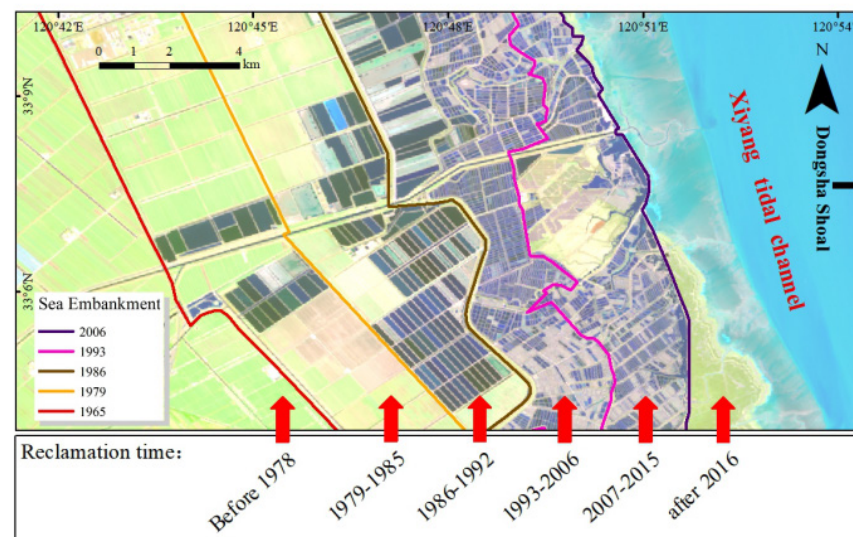 120°42'E 120°45'E 120°48'E 120°51'E 120°54'
0 1 2 4
km
N
33°9'N
Xiyang tidal channel
Dongsha Shoal
33°6'N
Sea Embankment
2006
1993
1986
1979
1965
Reclamation time:
Before 1978
1979-1985
1986-1992
1993-2006
2007-2015
after 2016